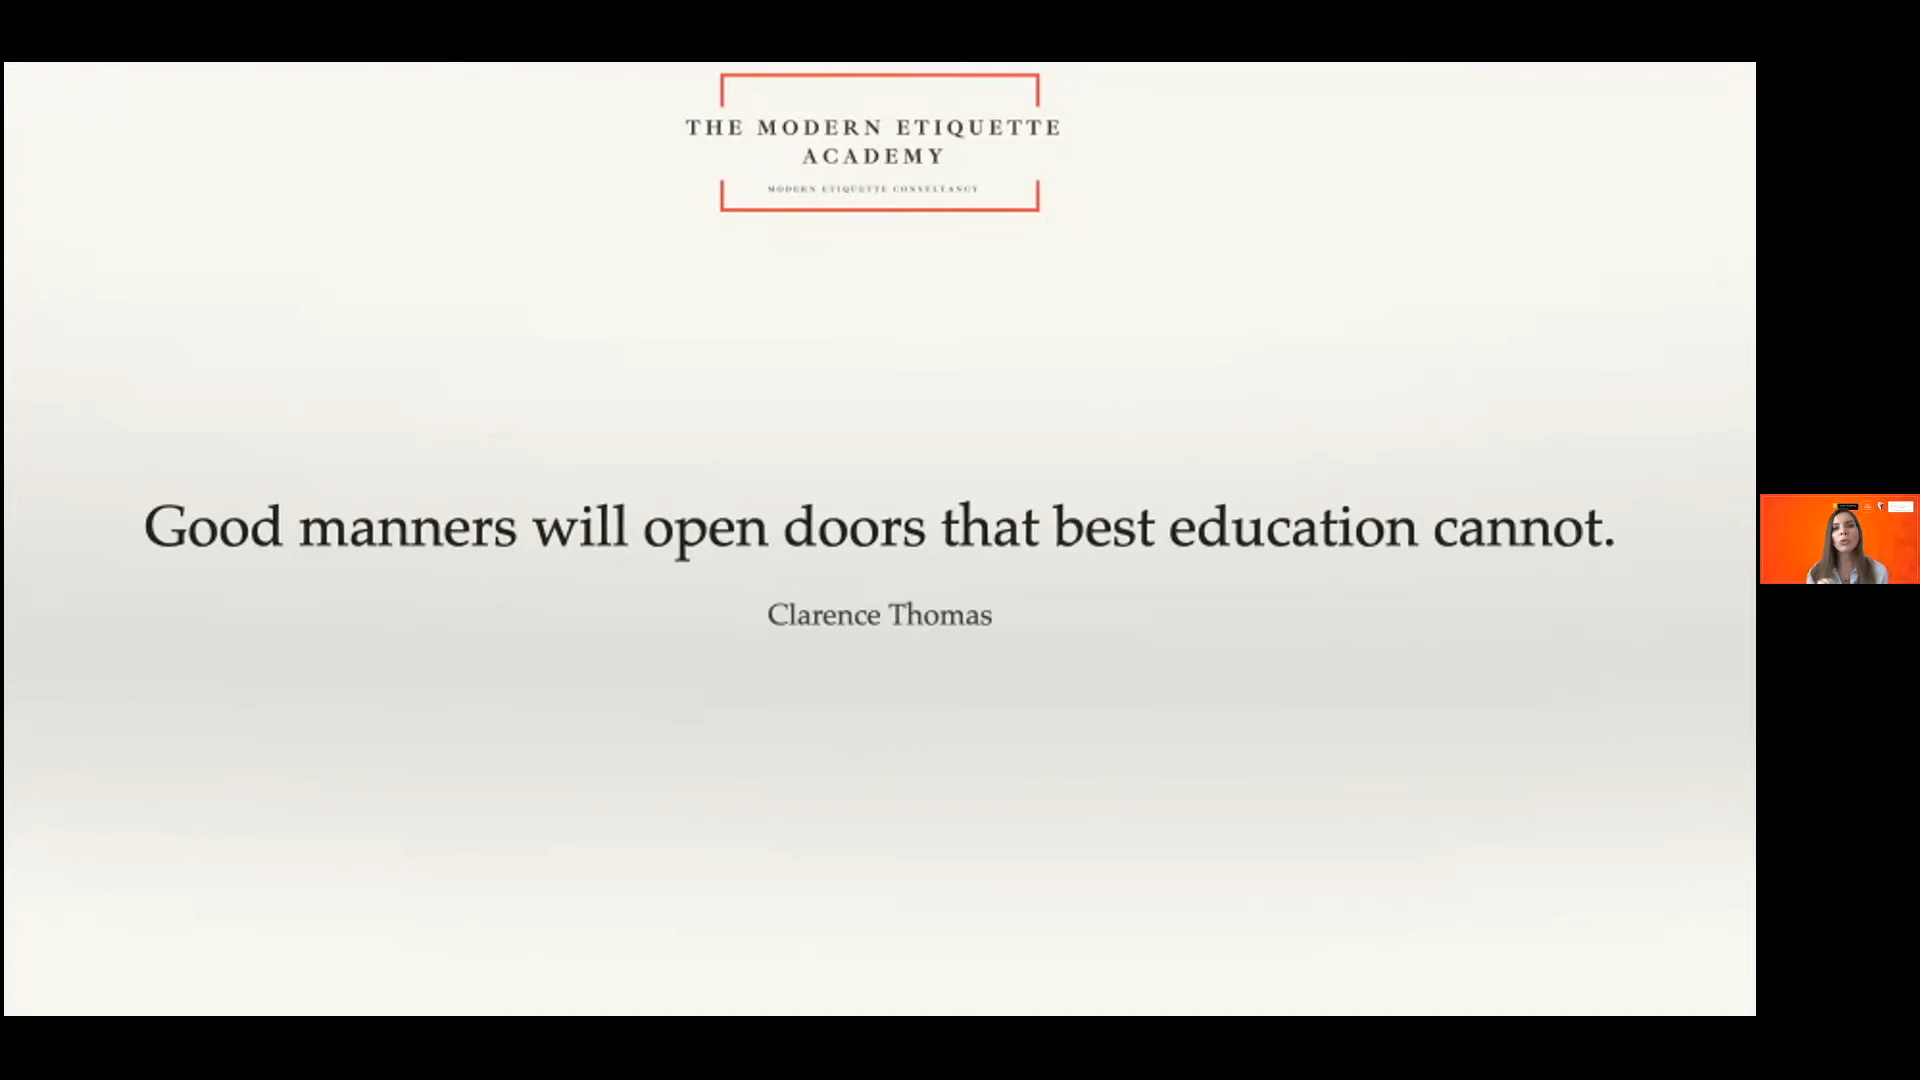 THE MODERN ETIQUETTE
ACADEMY
MODERN ETIQUETTE CONSULTANCY
Good manners will open doors that best education cannot.
Clarence Thomas